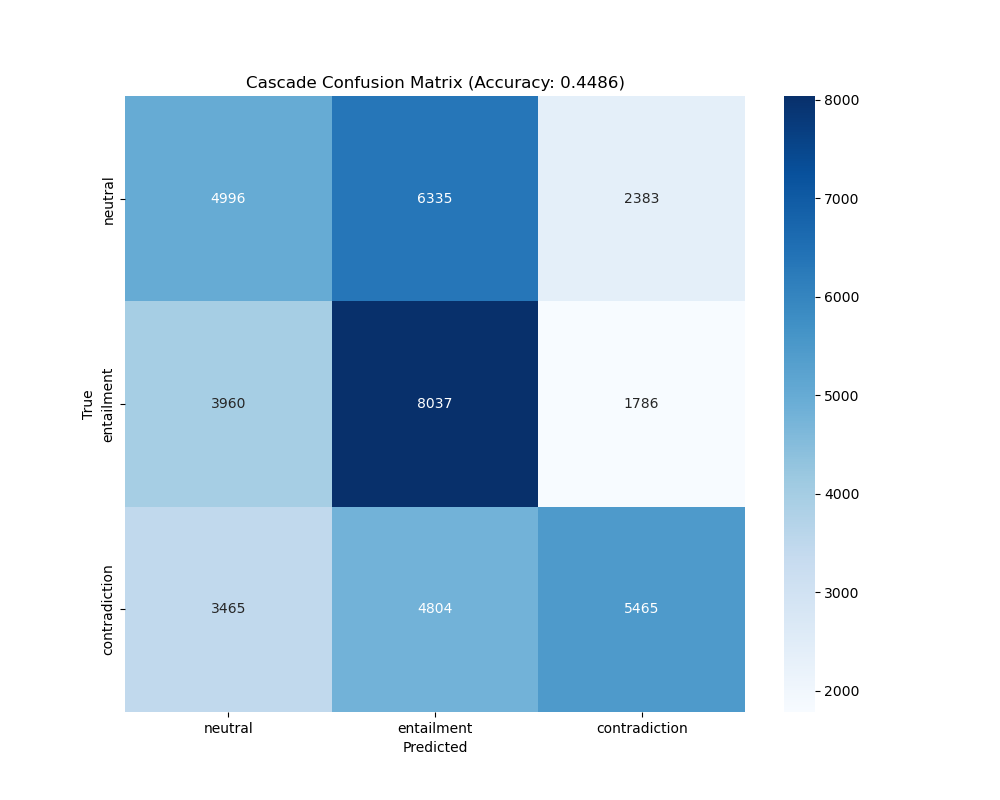 Cascade Confusion Matrix (Accuracy: 0.4486)
neutral
4996
6335
2383
True
entailment
3960
8037
1786
contradiction
3465
4804
5465
neutral
entailment
contradiction
Predicted
8000
7000
6000
5000
4000
3000
2000